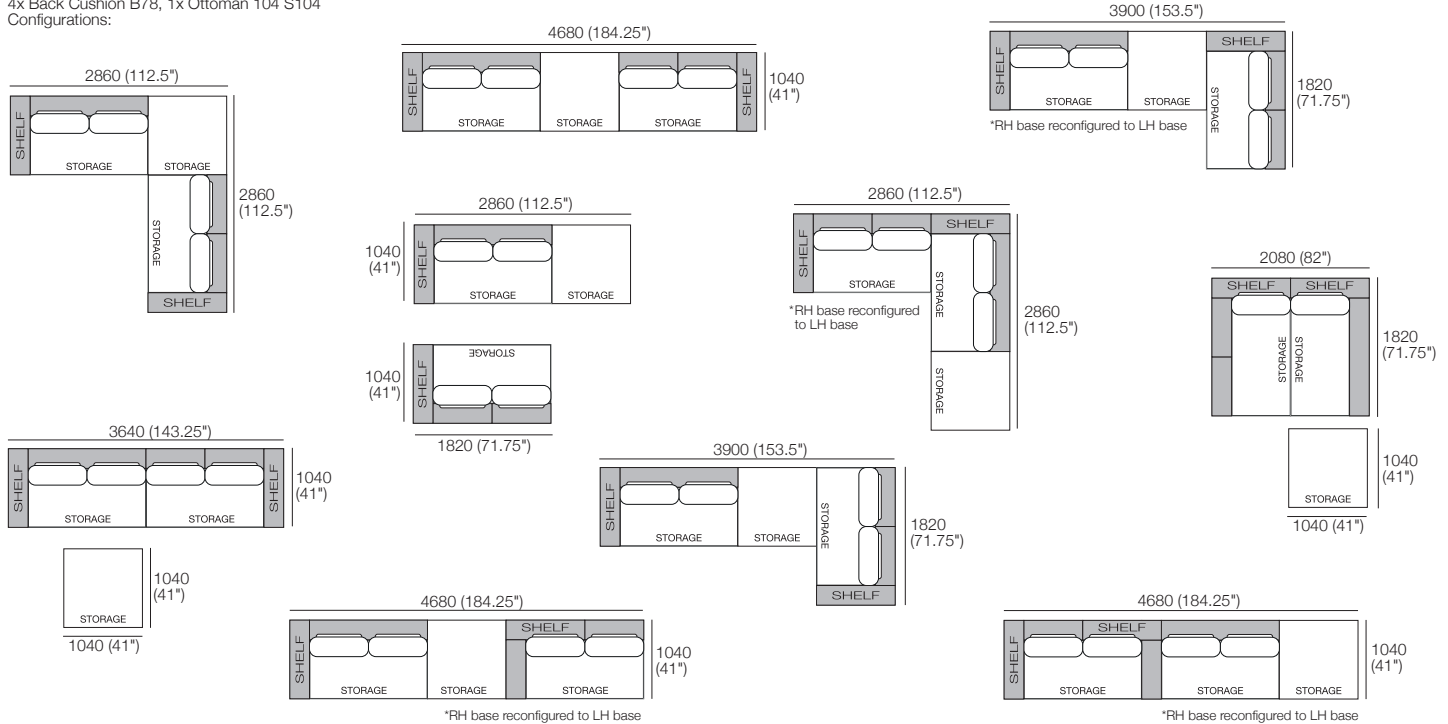 4x Back Cushion B78, 1x Ottoman 104 S104
Configurations:
2860 (112.5")
SHELF
STORAGE
STORAGE
STORAGE
SHELF
2860
(112.5")
4680 (184.25")
SHELF
STORAGE
STORAGE
STORAGE
SHELF
1040
(41")
3900 (153.5")
SHELF
STORAGE
STORAGE
SHELF
STORAGE
1820
(71.75")
*RH base reconfigured to LH base
2860 (112.5")
1040
(41")
SHELF
STORAGE
STORAGE
1040
(41")
SHELF
STORAGE
1820 (71.75")
2860 (112.5")
SHELF
STORAGE
SHELF
STORAGE
STORAGE
2860
(112.5")
*RH base reconfigured
to LH base
2080 (82")
SHELF
SHELF
STORAGE
STORAGE
1820
(71.75")
STORAGE
1040
(41")
1040 (41")
3640 (143.25")
SHELF
STORAGE
STORAGE
SHELF
1040
(41")
STORAGE
1040
(41")
1040 (41")
3900 (153.5")
SHELF
STORAGE
STORAGE
STORAGE
SHELF
1820
(71.75")
4680 (184.25")
SHELF
STORAGE
STORAGE
SHELF
STORAGE
1040
(41")
*RH base reconfigured to LH base
4680 (184.25")
SHELF
SHELF
STORAGE
STORAGE
STORAGE
1040
(41")
*RH base reconfigured to LH base